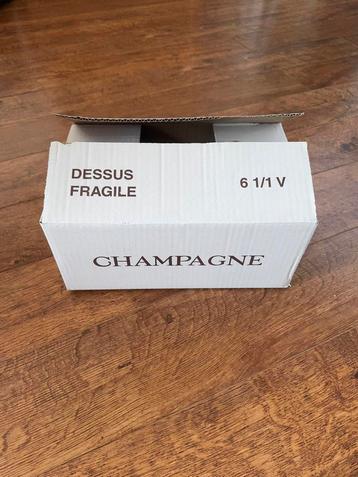 DESSUS
FRAGILE
6 1/1 V
CHAMPAGNE